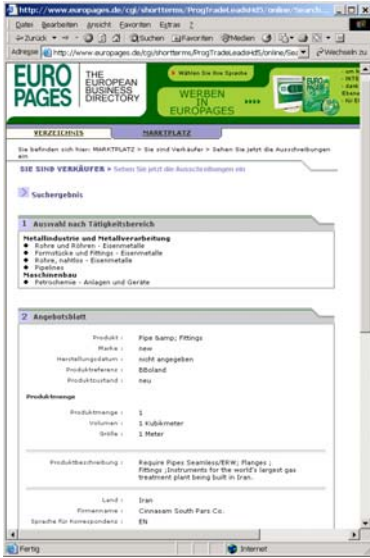 http://www.europages.de/cgi/shortterms/ProgTradeLeadsHdS/online/Search...
Datei Bearbeiten Ansicht Favoriten Extras ?
Zurück Suchen Favoriten Medien
Adresse http://www.europages.de/cgi/shortterms/ProgTradeLeadsHdS/online/Sea Wechseln zu
EURO PAGES
THE EUROPEAN BUSINESS DIRECTORY
Wählen Sie Ihre Sprache
WERBEN IN EUROPAGES
VERZEICHNIS MARKTPLATZ
Sie befinden sich hier: MARKTPLATZ > Sie sind Verkäufer > Sehen Sie jetzt die Ausschreibungen
ein
SIE SIND VERKÄUFER > Sehen Sie jetzt die Ausschreibungen ein
Suchergebnis
1 Auswahl nach Tätigkeitsbereich
Metallindustrie und Metallverarbeitung
Rohre und Röhren - Eisenmetalle
Formstücke und Fittings - Eisenmetalle
Rohre, nahtlos - Eisenmetalle
Pipelines
Maschinenbau
Petrochemie - Anlagen und Geräte
2 Angebotsblatt
Produkt : Pipe &amp; Fittings
Marke : new
Herstellungsdatum : nicht angegeben
Produktreferenz : BBoland
Produktzustand : neu
Produktmenge
Produktmenge : 1
Volumen : 1 Kubikmeter
Größe : 1 Meter
Produktbeschreibung : Require Pipes Seamless/ERW; Flanges ;
Fittings ;Instruments for the world's largest gas
treatment plant being built in Iran.
Land : Iran
Firmenname : Cinnasam South Pars Co.
Sprache für Korrespondenz : EN
Fertig Internet